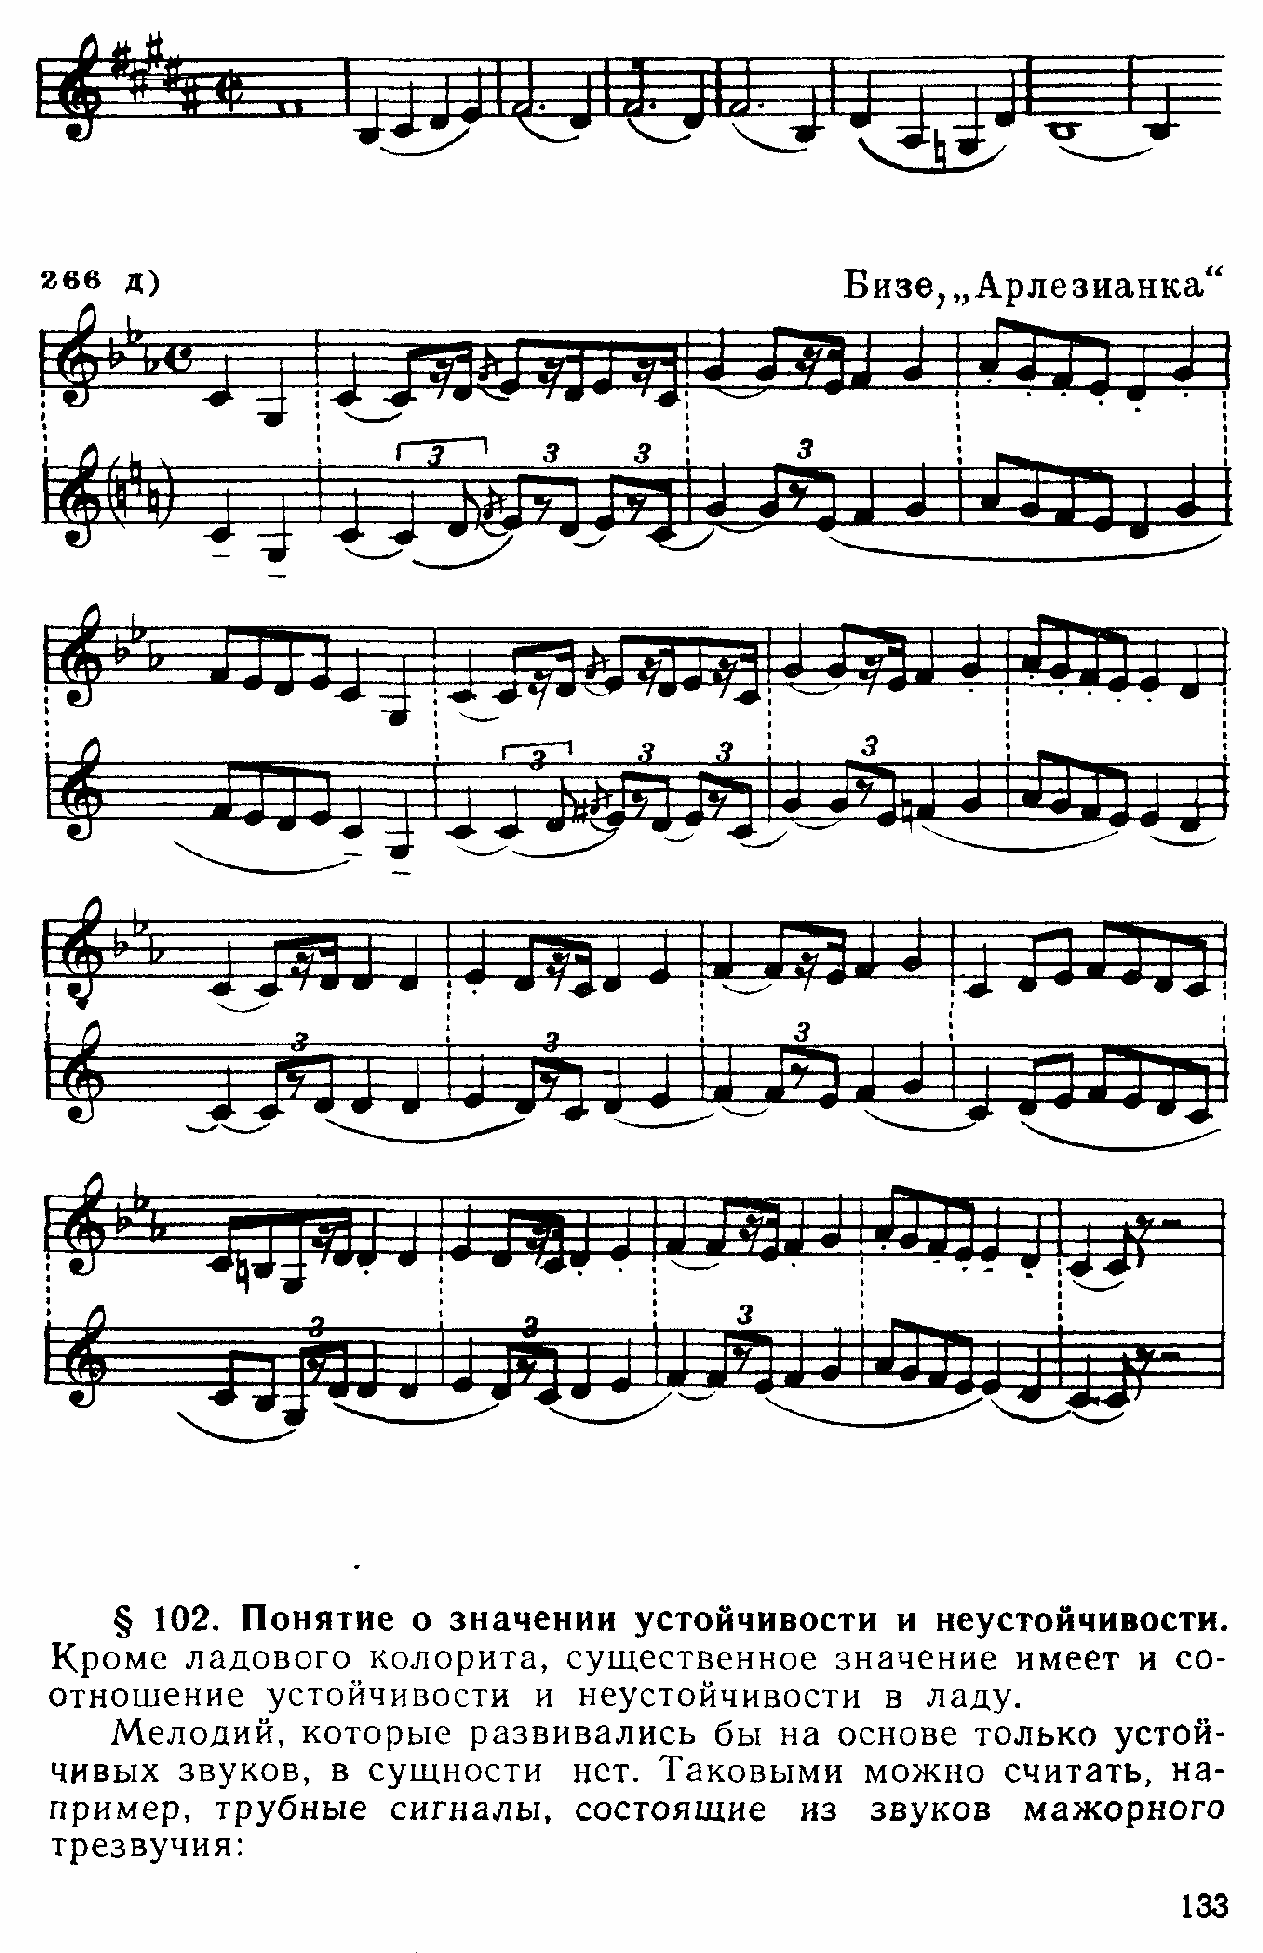 266 д)
Бизе,„Арлезианка“
3 3 3 3
3 3 3 3
3 3 3
3 3 3
§ 102. Понятие о значении устойчивости и неустойчивости.
Кроме ладового колорита, существенное значение имеет и со-
отношение устойчивости и неустойчивости в ладу.
Мелодий, которые развивались бы на основе только устой-
чивых звуков, в сущности нет. Таковыми можно считать, на-
пример, трубные сигналы, состоящие из звуков мажорного
трезвучия:
133